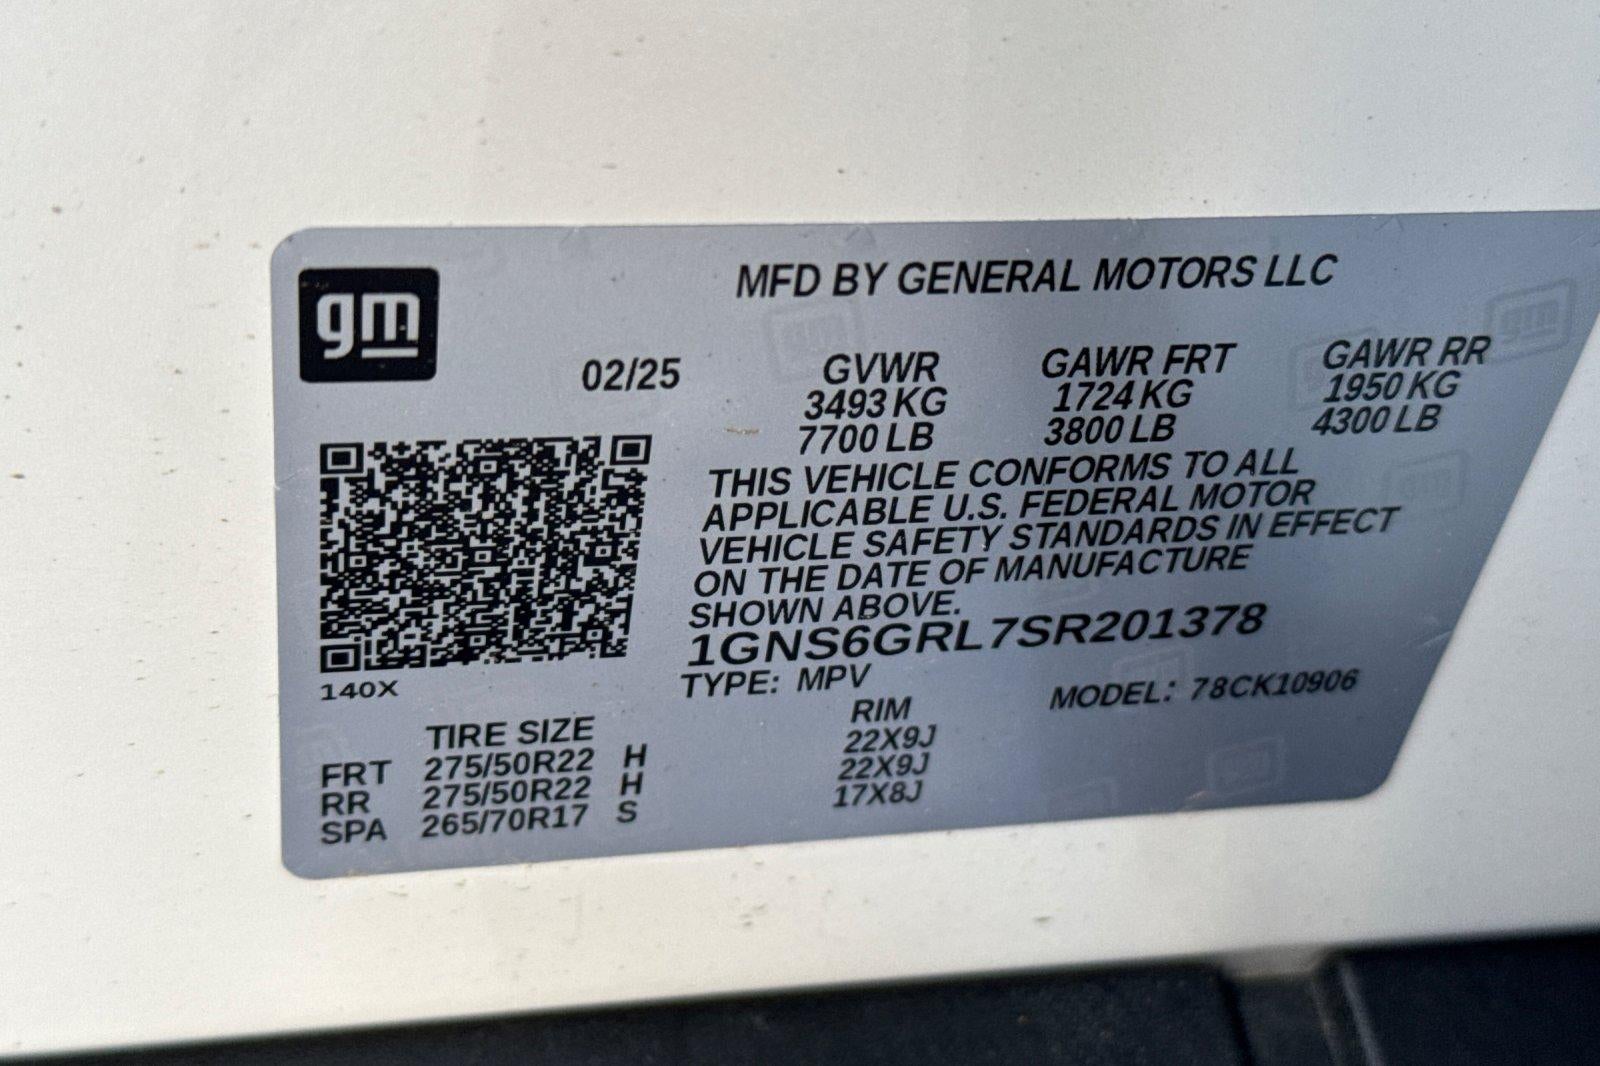 gm
MFD BY GENERAL MOTORS LLC
02/25 GVWR GAWR FRT GAWR RR
3493 KG 1724 KG 1950 KG
7700 LB 3800 LB 4300 LB
THIS VEHICLE CONFORMS TO ALL
APPLICABLE U.S. FEDERAL MOTOR
VEHICLE SAFETY STANDARDS IN EFFECT
ON THE DATE OF MANUFACTURE
SHOWN ABOVE.
1GNS6GRL7SR201378
140X
TYPE: MPV MODEL: 78CK10906
TIRE SIZE RIM
FRT 275/50R22 H 22X9J
RR 275/50R22 H 22X9J
SPA 265/70R17 S 17X8J